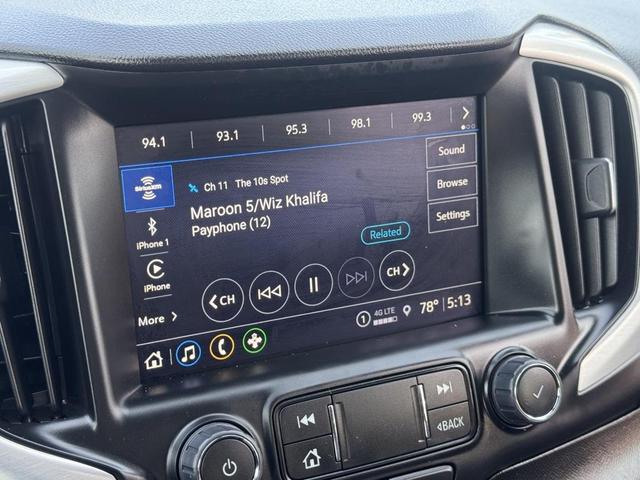 94.1 93.1 95.3 98.1 99.3
SiriusXM
Ch 11 The 10s Spot
Sound
Maroon 5/Wiz Khalifa
Browse
Payphone (12)
iPhone 1
Related
Settings
iPhone
CH CH
More
1 4G LTE 78° 5:13
BACK